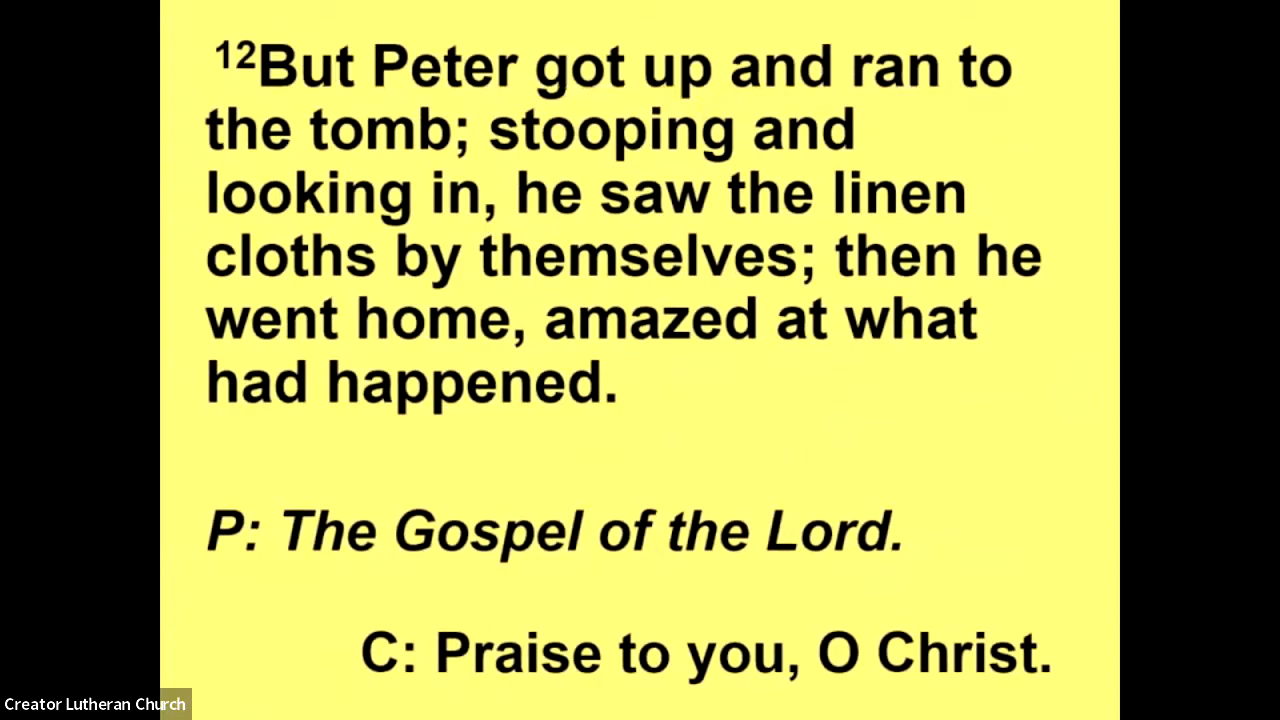 12But Peter got up and ran to
the tomb; stooping and
looking in, he saw the linen
cloths by themselves; then he
went home, amazed at what
had happened.
P: The Gospel of the Lord.
C: Praise to you, O Christ.
Creator Lutheran Church